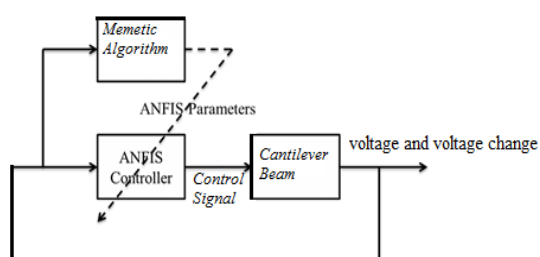 Memetic
Algorithm
ANFIS Parameters
ANFIS
Controller
Control
Signal
Cantilever
Beam
voltage and voltage change